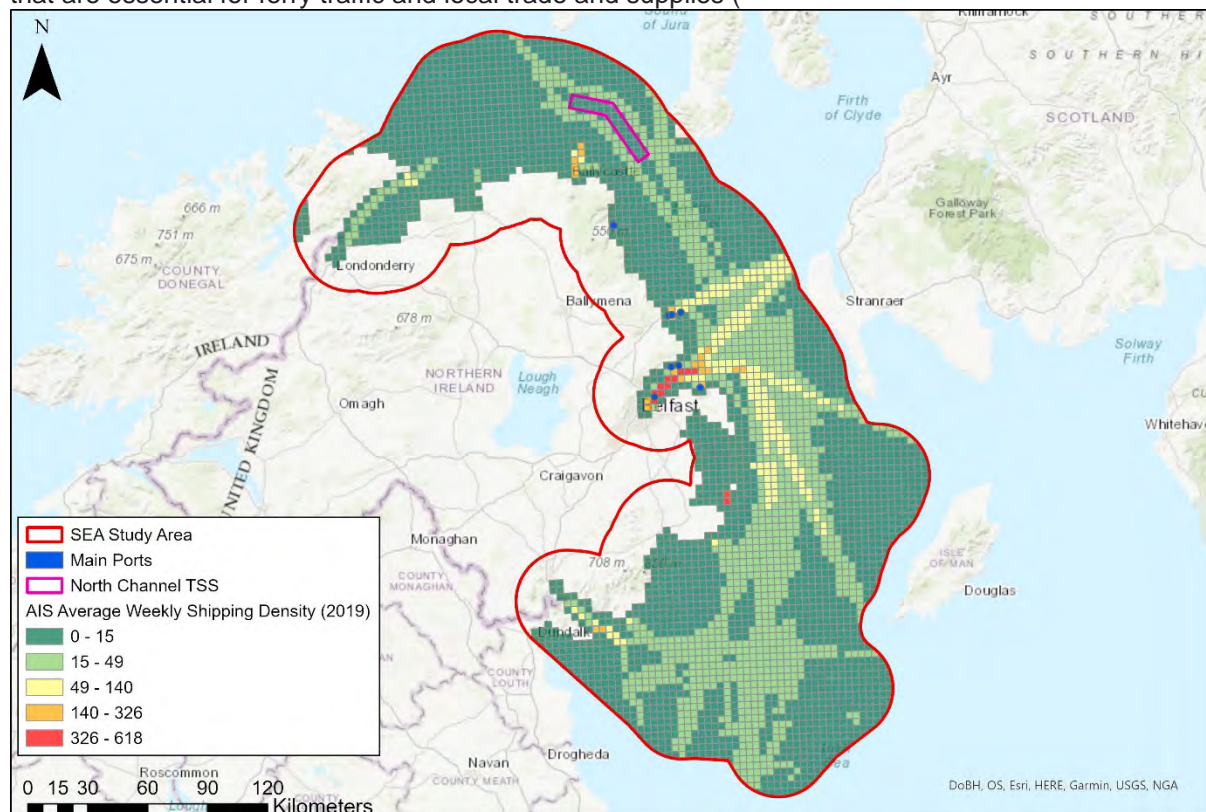 that are essential for ferry traffic and local trade and supplies (
of Jura
Kilmarnock
SOUTHERN HI
N
Ayr
Firth
of Clyde
SCOTLAND
666 m
751 m
675 m
COUNTY
DONEGAL
Londonderry
Galloway
Forest Park
Ballymena
Stranraer
678 m
IRELAND
UNITED KINGDOM
NORTHERN
IRELAND
Lough
Neagh
Solway
Firth
Omagh
Belfast
Whitehav
Craigavon
Monaghan
COUNTY
MONAGHAN
708 m
ISLE
OF MAN
Douglas
Dundalk
COUNTY
LOUTH
Drogheda
Navan
COUNTY MEATH
Roscommon
SEA Study Area
Main Ports
North Channel TSS
AIS Average Weekly Shipping Density (2019)
0 - 15
15 - 49
49 - 140
140 - 326
326 - 618
0 15 30 60 90 120
Kilometers
DoBH, OS, Esri, HERE, Garmin, USGS, NGA